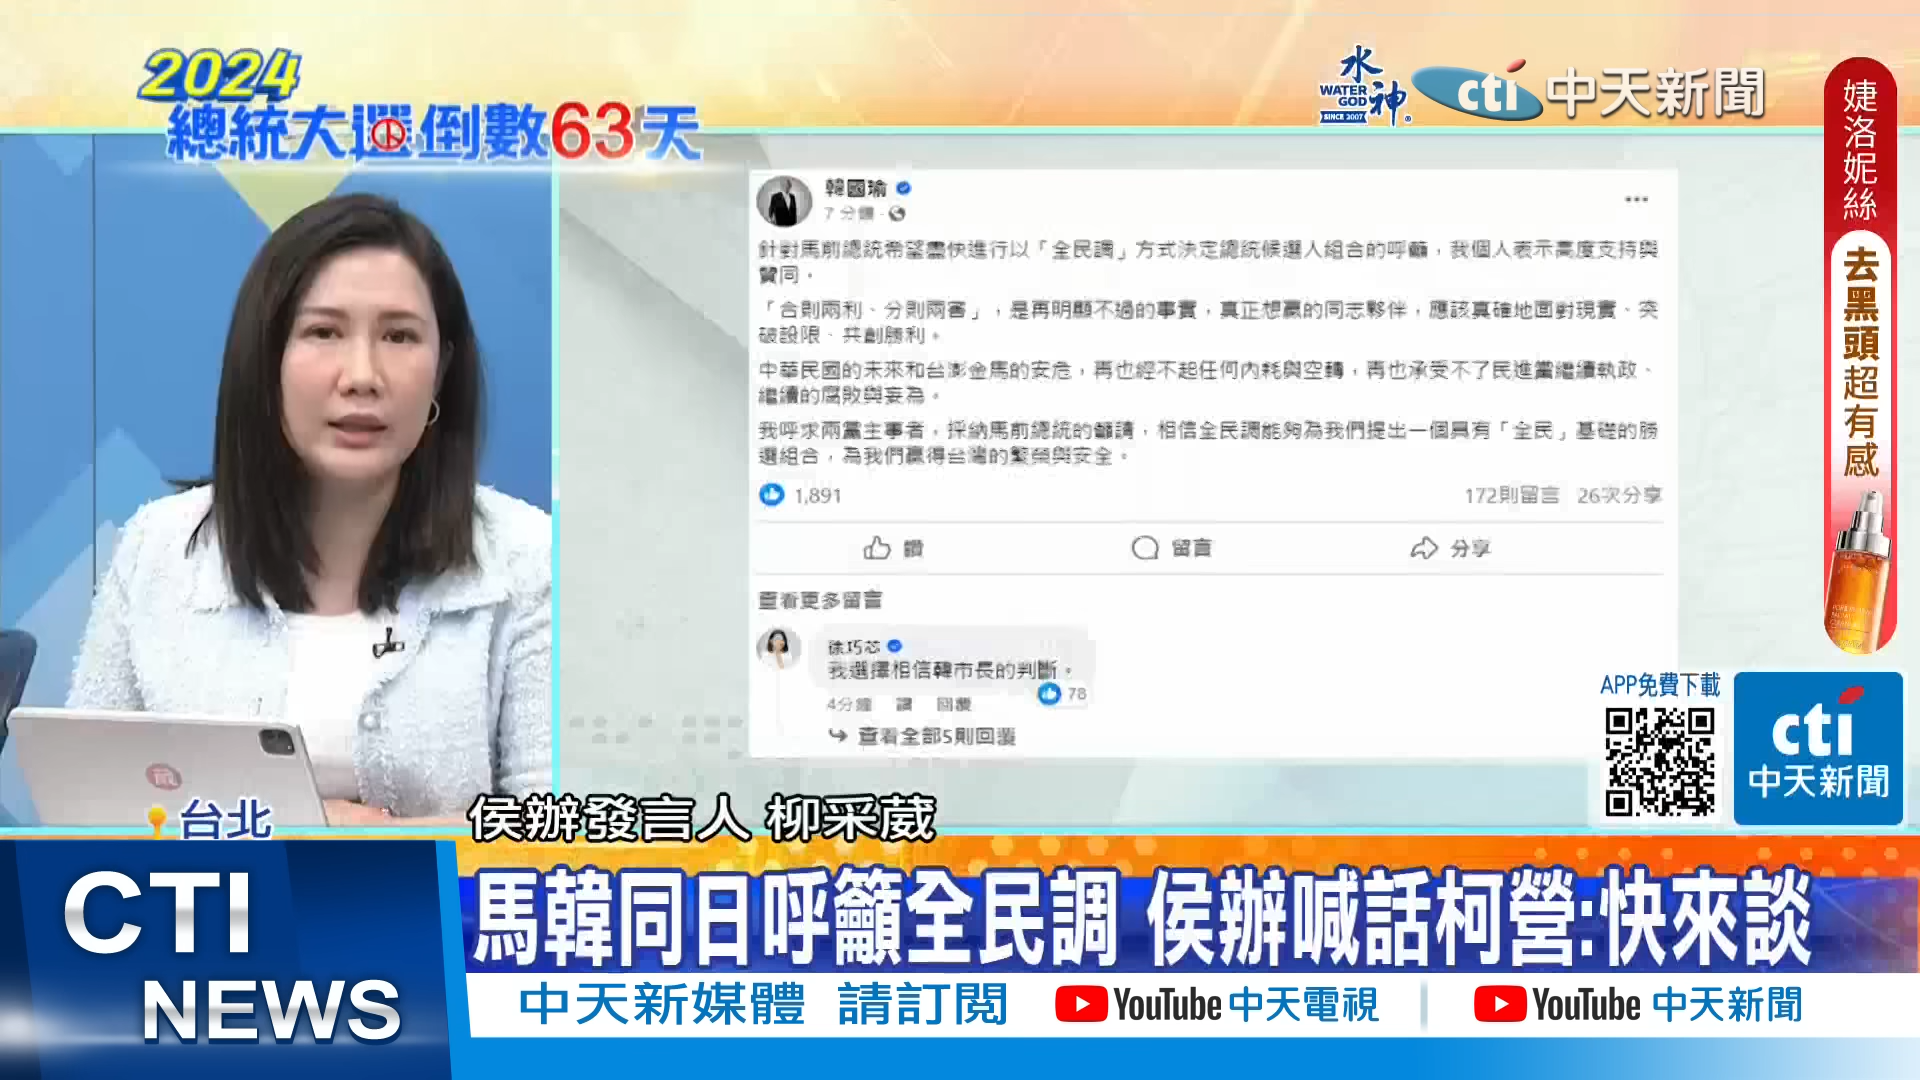 2024
總統大選倒數63天
水神
WATER GOD
SINCE 2007
cti 中天新聞
婕洛妮絲
去黑頭超有感
韓國瑜
7 分鐘
針對馬前總統希望盡快進行以「全民調」方式決定總統候選人組合的呼籲，我個人表示高度支持與
贊同。
「合則兩利、分則兩害」，是再明顯不過的事實，真正想贏的同志夥伴，應該真確地面對現實、突
破設限、共創勝利。
中華民國的未來和台澎金馬的安危，再也經不起任何內耗與空轉，再也承受不了民進黨繼續執政、
繼續的腐敗與妄為。
我呼求兩黨主事者，採納馬前總統的籲請，相信全民調能夠為我們提出一個具有「全民」基礎的勝
選組合，為我們贏得台灣的繁榮與安全。
1,891
172則留言 26次分享
讚 留言 分享
查看更多留言
徐巧芯
我選擇相信韓市長的判斷。
4分鐘 讚 回覆 78
查看全部5則回覆
APP免費下載
cti
中天新聞
台北
侯辦發言人 柳采葳
馬韓同日呼籲全民調 侯辦喊話柯營:快來談
CTI
NEWS
中天新媒體 請訂閱 YouTube 中天電視 YouTube 中天新聞